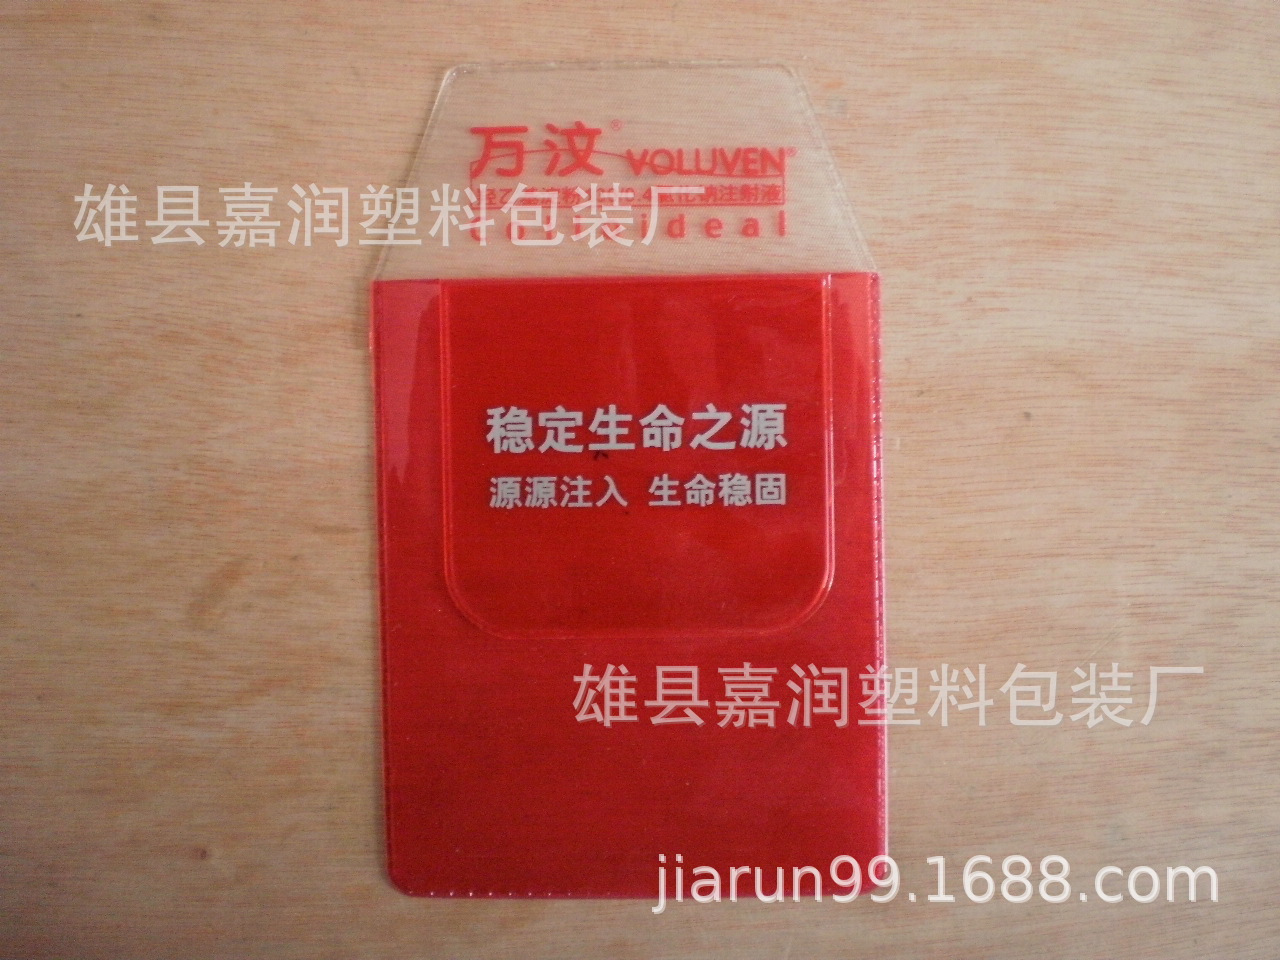 万汶® VOLUVEN®
雄县嘉润塑料包装厂
Colloideal
稳定生命之源
源源注入 生命稳固
雄县嘉润塑料包装厂
jiarun99.1688.com